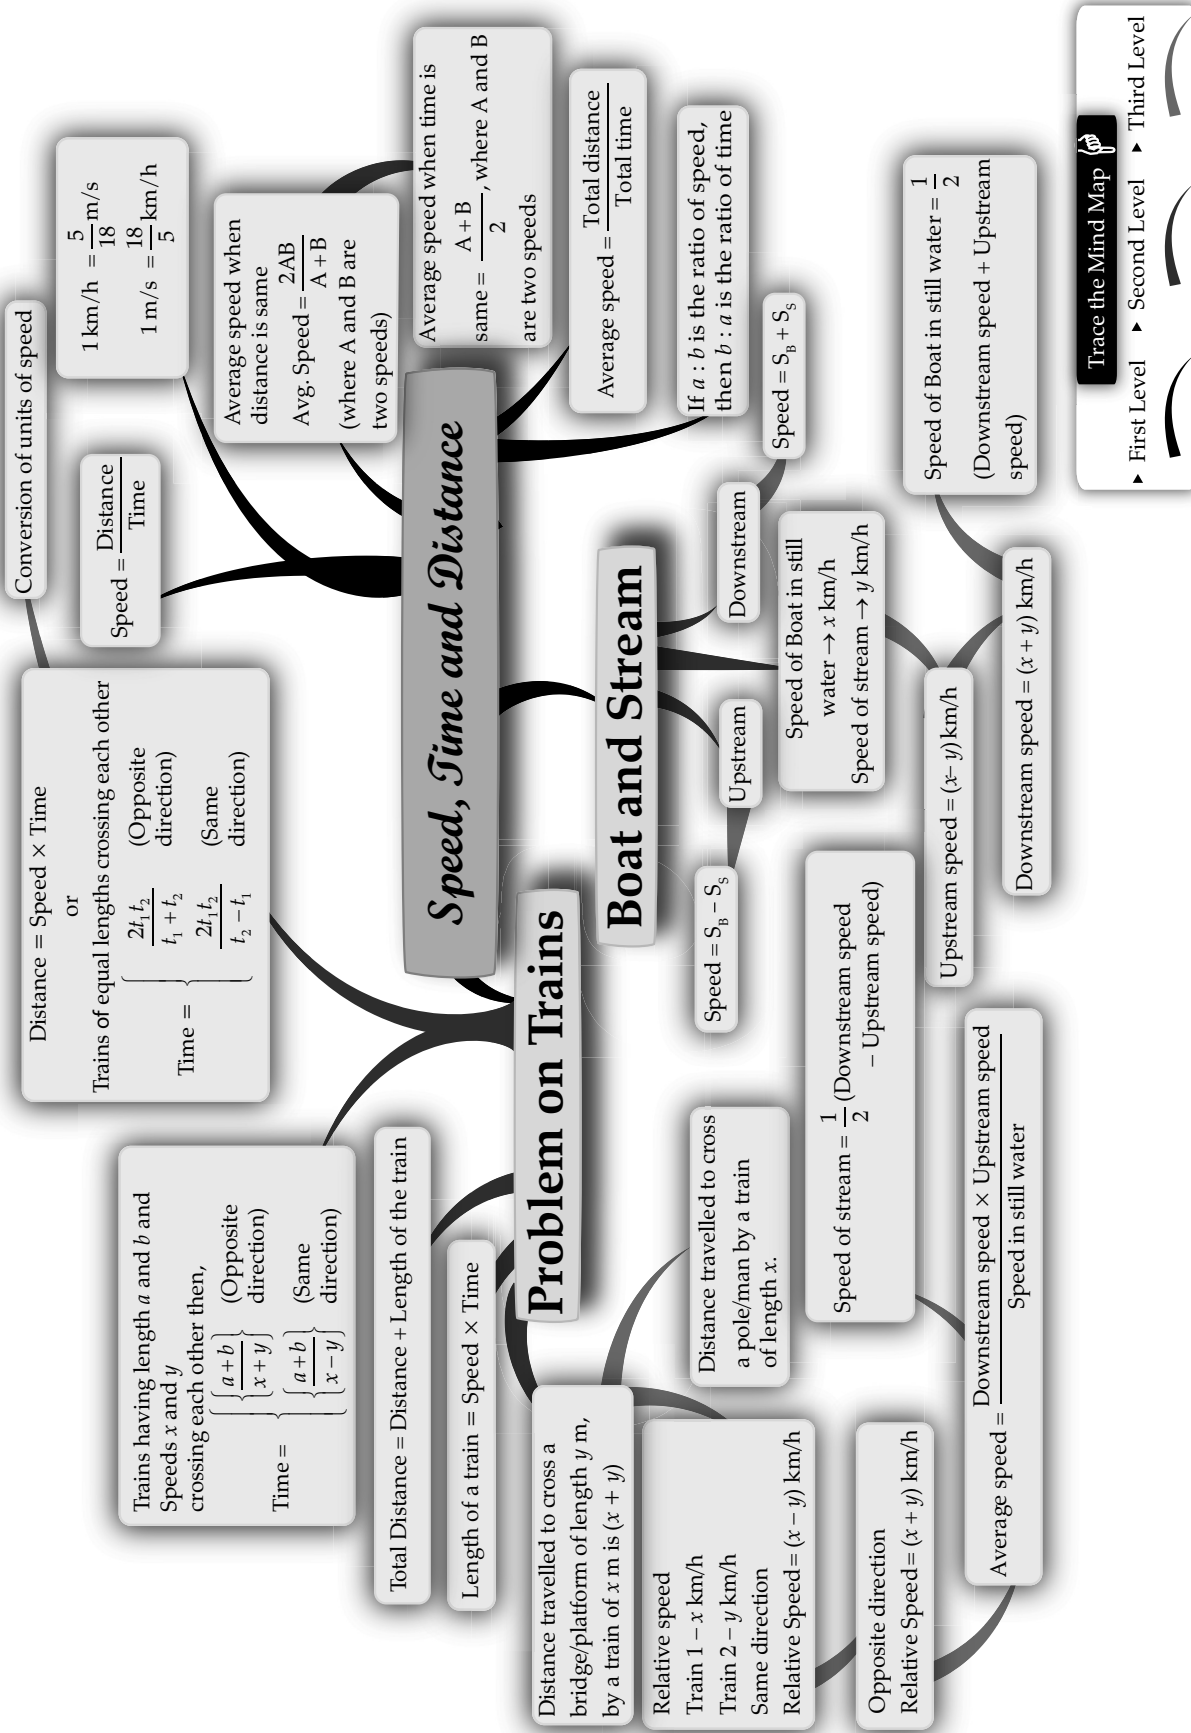 Speed, Time and Distance
Conversion of units of speed
1 km/h = 5/18 m/s
1 m/s = 18/5 km/h
Speed = Distance/Time
Average speed when
distance is same
Avg. Speed = 2AB/A + B
(where A and B are
two speeds)
Average speed when time is
same = A + B/2, where A and B
are two speeds
Average speed = Total distance/Total time
If a : b is the ratio of speed,
then b : a is the ratio of time
Distance = Speed × Time
or
Trains of equal lengths crossing each other
Time = { 2t₁t₂/t₁ + t₂ (Opposite
direction)
2t₁t₂/t₂ – t₁ (Same
direction)
Trains having length a and b and
Speeds x and y
crossing each other then,
Time = { {a + b/x + y} (Opposite
direction)
{a + b/x – y} (Same
direction)
Total Distance = Distance + Length of the train
Length of a train = Speed × Time
Problem on Trains
Distance travelled to cross a
bridge/platform of length y m,
by a train of x m is (x + y)
Distance travelled to cross
a pole/man by a train
of length x.
Relative speed
Train 1 – x km/h
Train 2 – y km/h
Same direction
Relative Speed = (x – y) km/h
Opposite direction
Relative Speed = (x + y) km/h
Boat and Stream
Upstream
Speed = S_B – S_S
Downstream
Speed = S_B + S_S
Speed of Boat in still
water → x km/h
Speed of stream → y km/h
Upstream speed = (x– y) km/h
Downstream speed = (x + y) km/h
Speed of Boat in still water = 1/2
(Downstream speed + Upstream
speed)
Speed of stream = 1/2 (Downstream speed
– Upstream speed)
Average speed = Downstream speed × Upstream speed/Speed in still water
Trace the Mind Map
▸ First Level ▸ Second Level ▸ Third Level